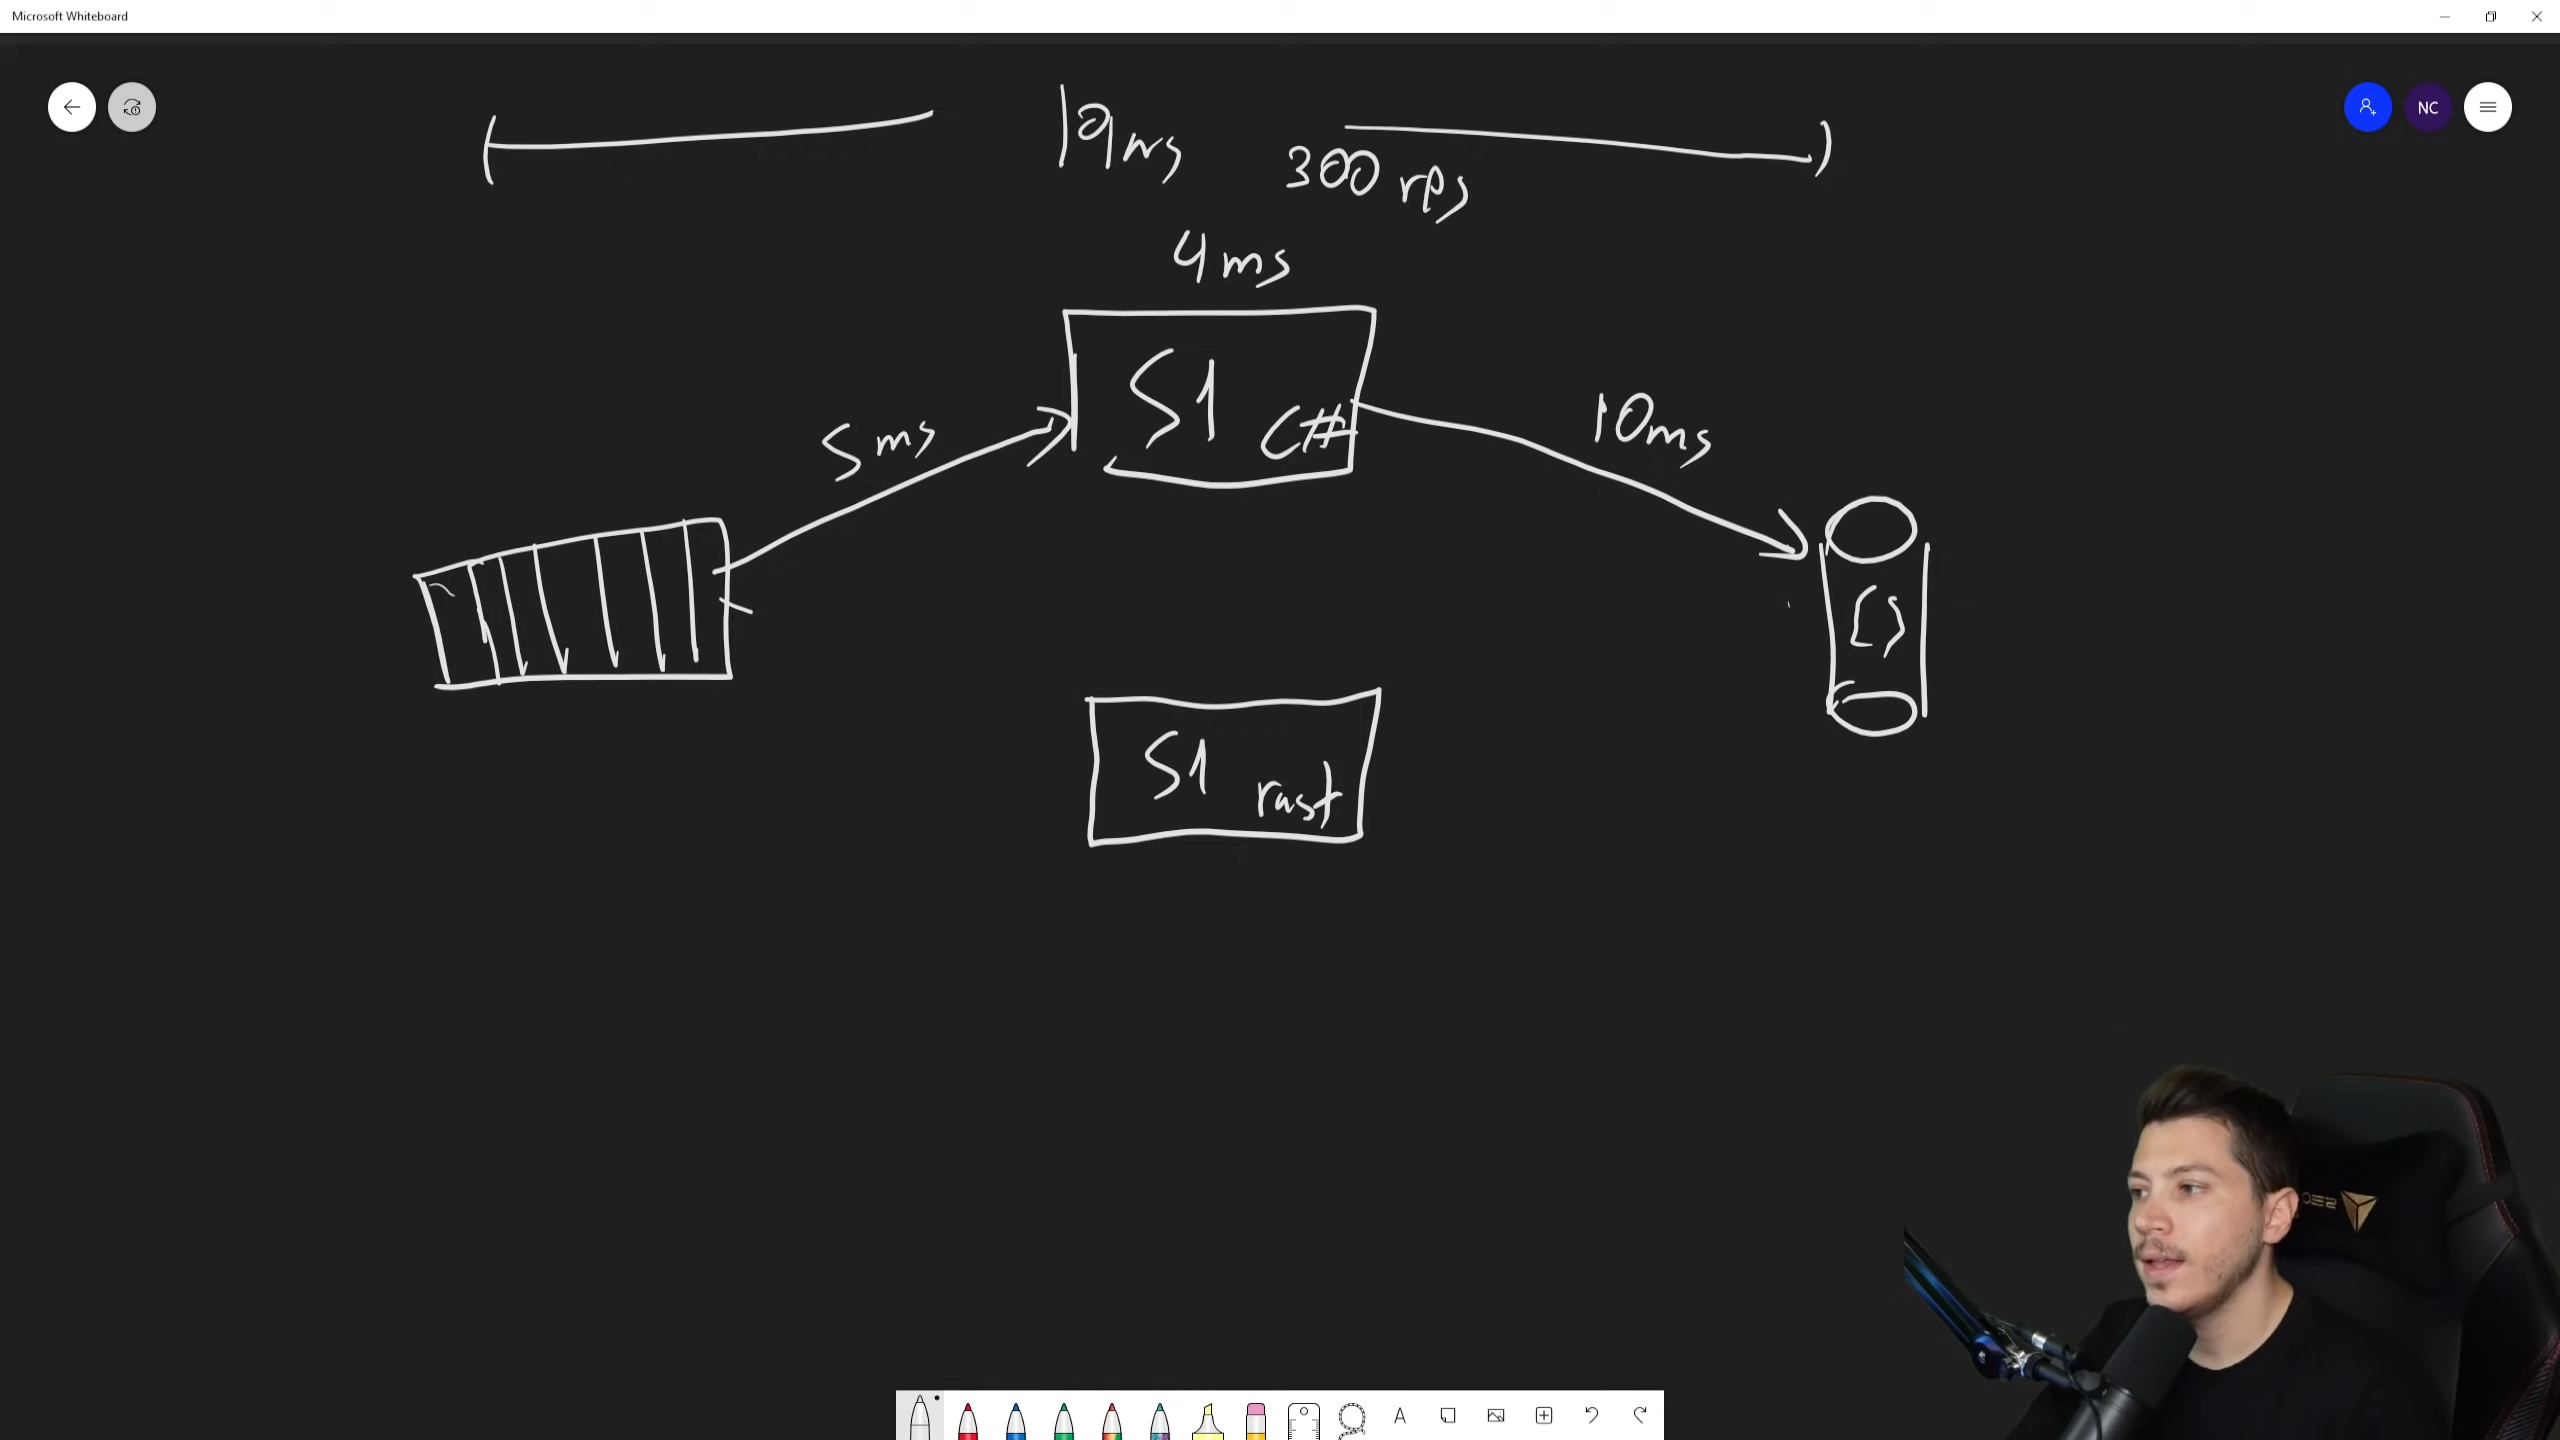 Microsoft Whiteboard
NC
19ms
300 rps
4ms
S1 C#
5ms
10ms
S1 rust
A